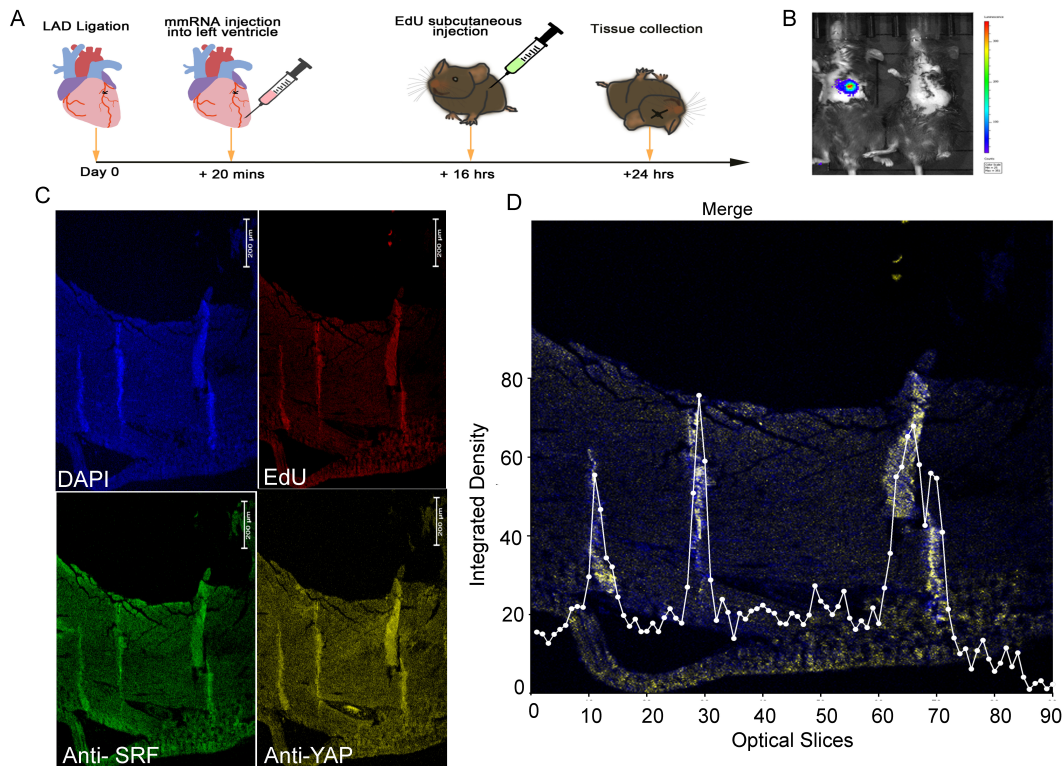 A
LAD Ligation
mmRNA injection
into left ventricle
EdU subcutaneous
injection
Tissue collection
Day 0
+ 20 mins
+ 16 hrs
+24 hrs
B
Luminescence
C
200 µm
200 µm
DAPI
EdU
200 µm
200 µm
Anti- SRF
Anti-YAP
D
Merge
Integrated Density
80
60
40
20
0
0
10
20
30
40
50
60
70
80
90
Optical Slices